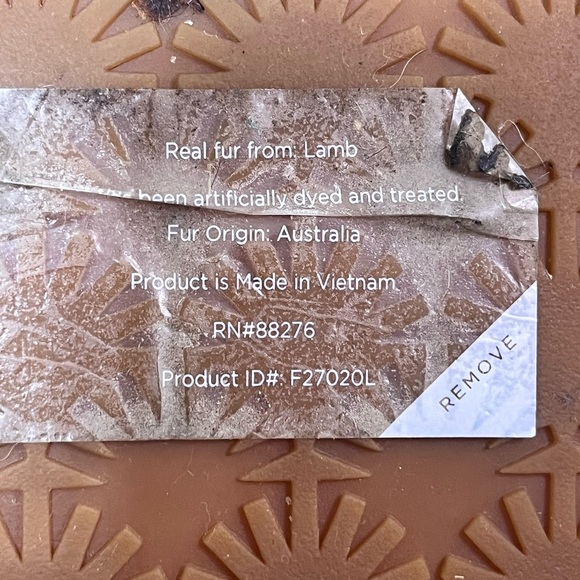 Real fur from: Lamb
been artificially dyed and treated.
Fur Origin: Australia
Product is Made in Vietnam
RN#88276
Product ID#: F27020L
REMOVE